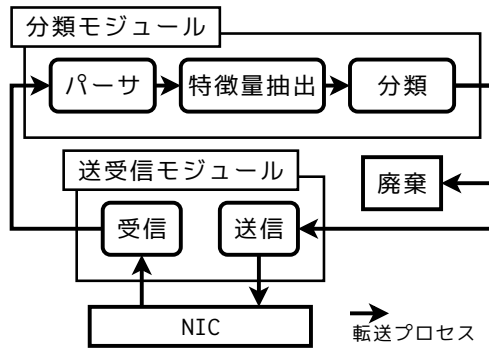 分類モジュール
パーサ
特徴量抽出
分類
送受信モジュール
廃棄
受信
送信
NIC
転送プロセス